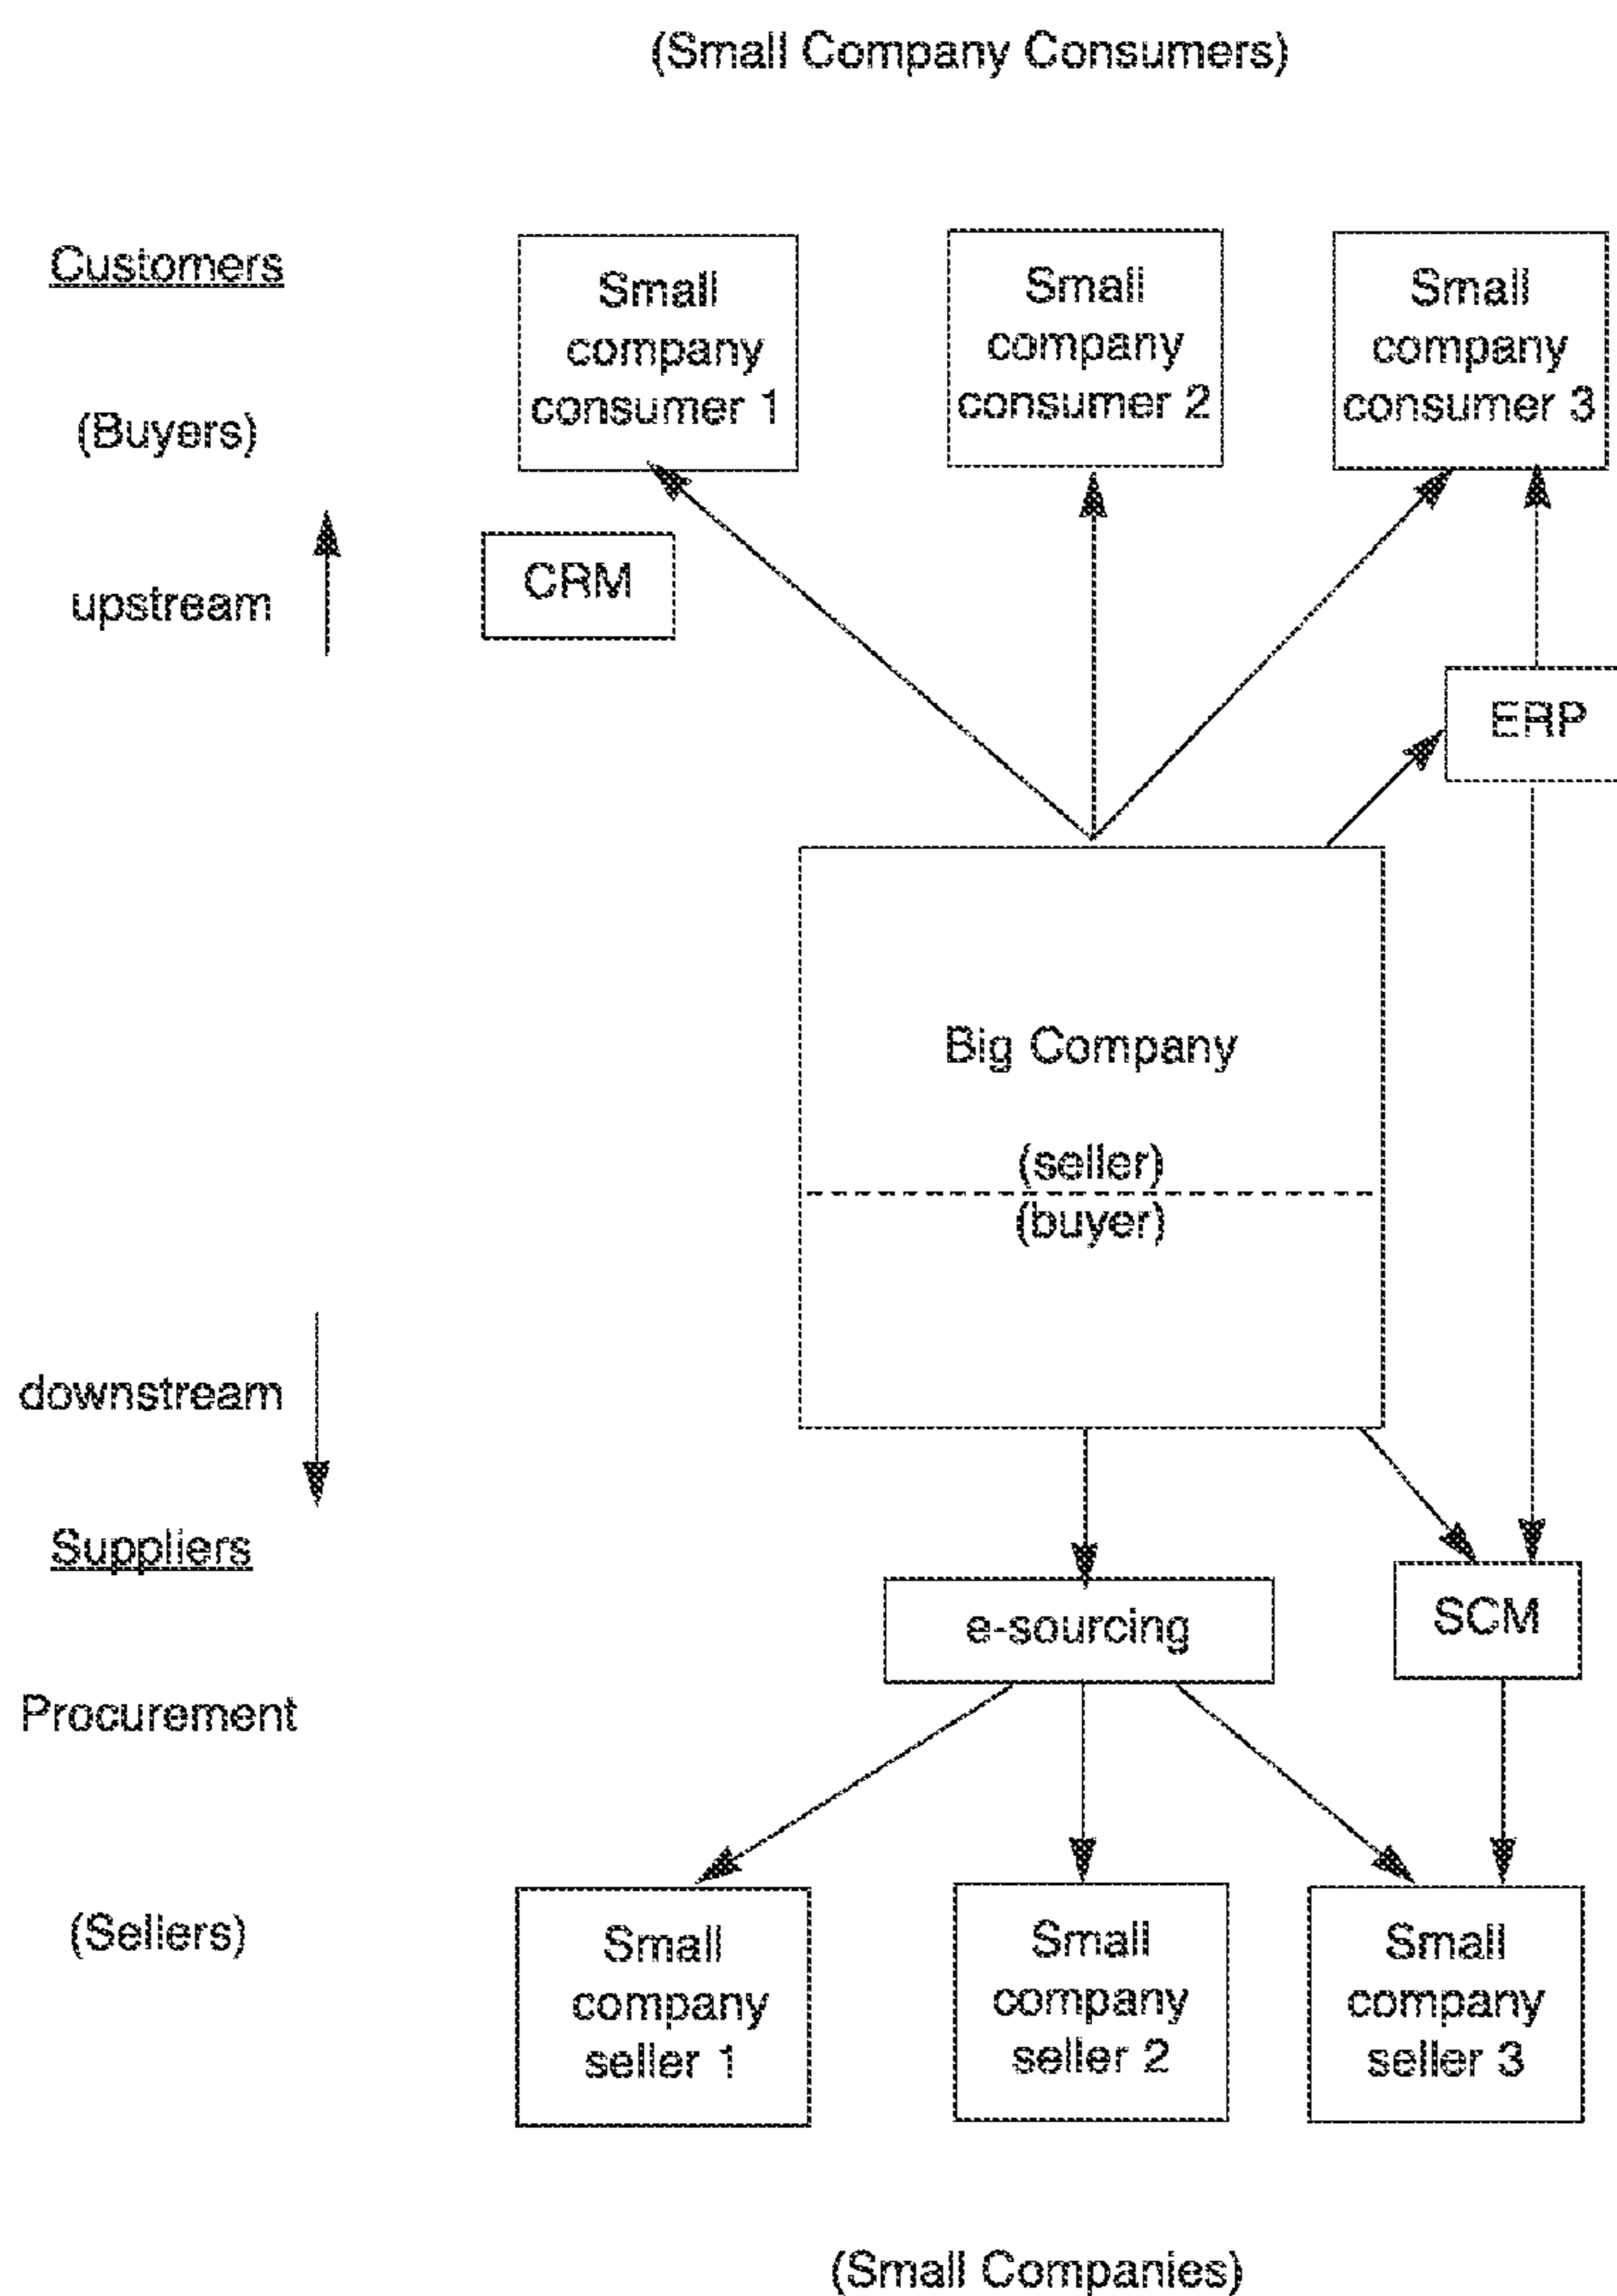 (Small Company Consumers)
Customers
(Buyers)
upstream
Small
company
consumer 1
Small
company
consumer 2
Small
company
consumer 3
CRM
ERP
Big Company
(seller)
(buyer)
downstream
Suppliers
Procurement
(Sellers)
e-sourcing
SCM
Small
company
seller 1
Small
company
seller 2
Small
company
seller 3
(Small Companies)